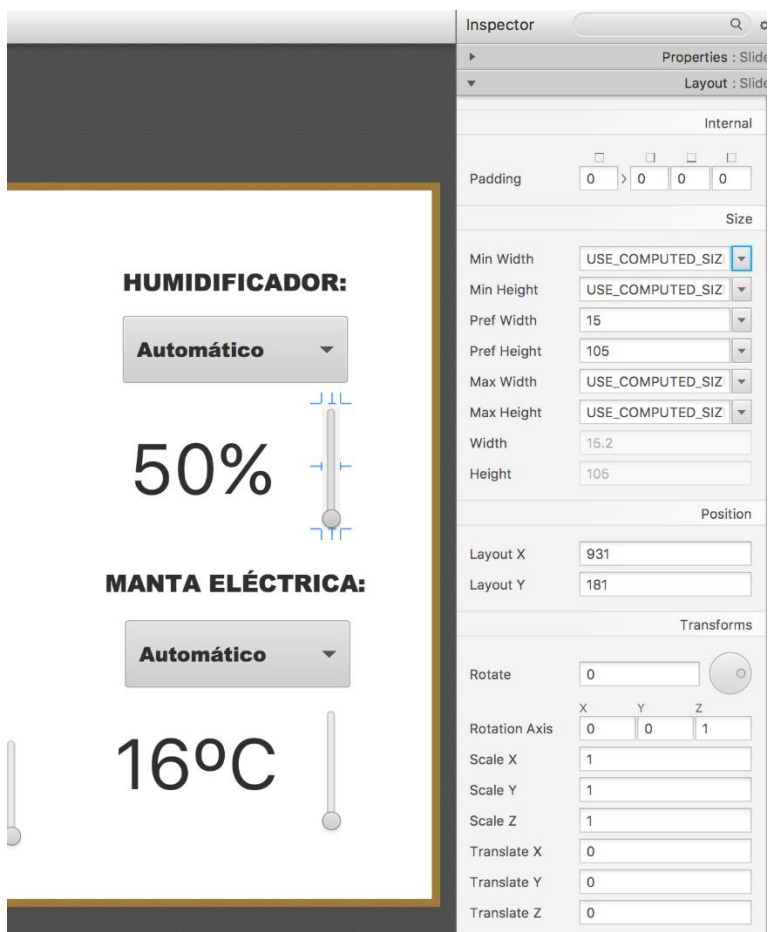 Inspector
Properties : Slide
Layout : Slide
Internal
Padding 0 > 0 0 0
Size
Min Width USE_COMPUTED_SIZ
Min Height USE_COMPUTED_SIZ
Pref Width 15
Pref Height 105
Max Width USE_COMPUTED_SIZ
Max Height USE_COMPUTED_SIZ
Width 15.2
Height 105
Position
Layout X 931
Layout Y 181
Transforms
Rotate 0
X Y Z
Rotation Axis 0 0 1
Scale X 1
Scale Y 1
Scale Z 1
Translate X 0
Translate Y 0
Translate Z 0
HUMIDIFICADOR:
Automático
50%
MANTA ELÉCTRICA:
Automático
16ºC